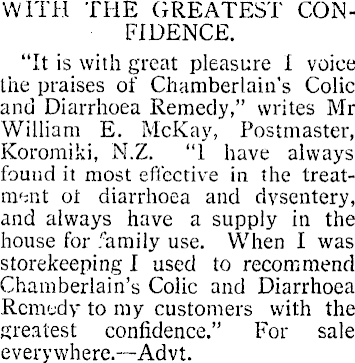 WITH THE GREATEST CON-
FIDENCE.
"It is with great pleasure I voice
the praises of Chamberlain's Colic
and Diarrhoea Remedy," writes Mr
William E. McKay, Postmaster,
Koromiki, N.Z. "I have always
found it most effective in the treat-
ment of diarrhoea and dysentery,
and always have a supply in the
house for family use. When I was
storekeeping I used to recommend
Chamberlain's Colic and Diarrhoea
Remedy to my customers with the
greatest confidence." For sale
everywhere.—Advt.